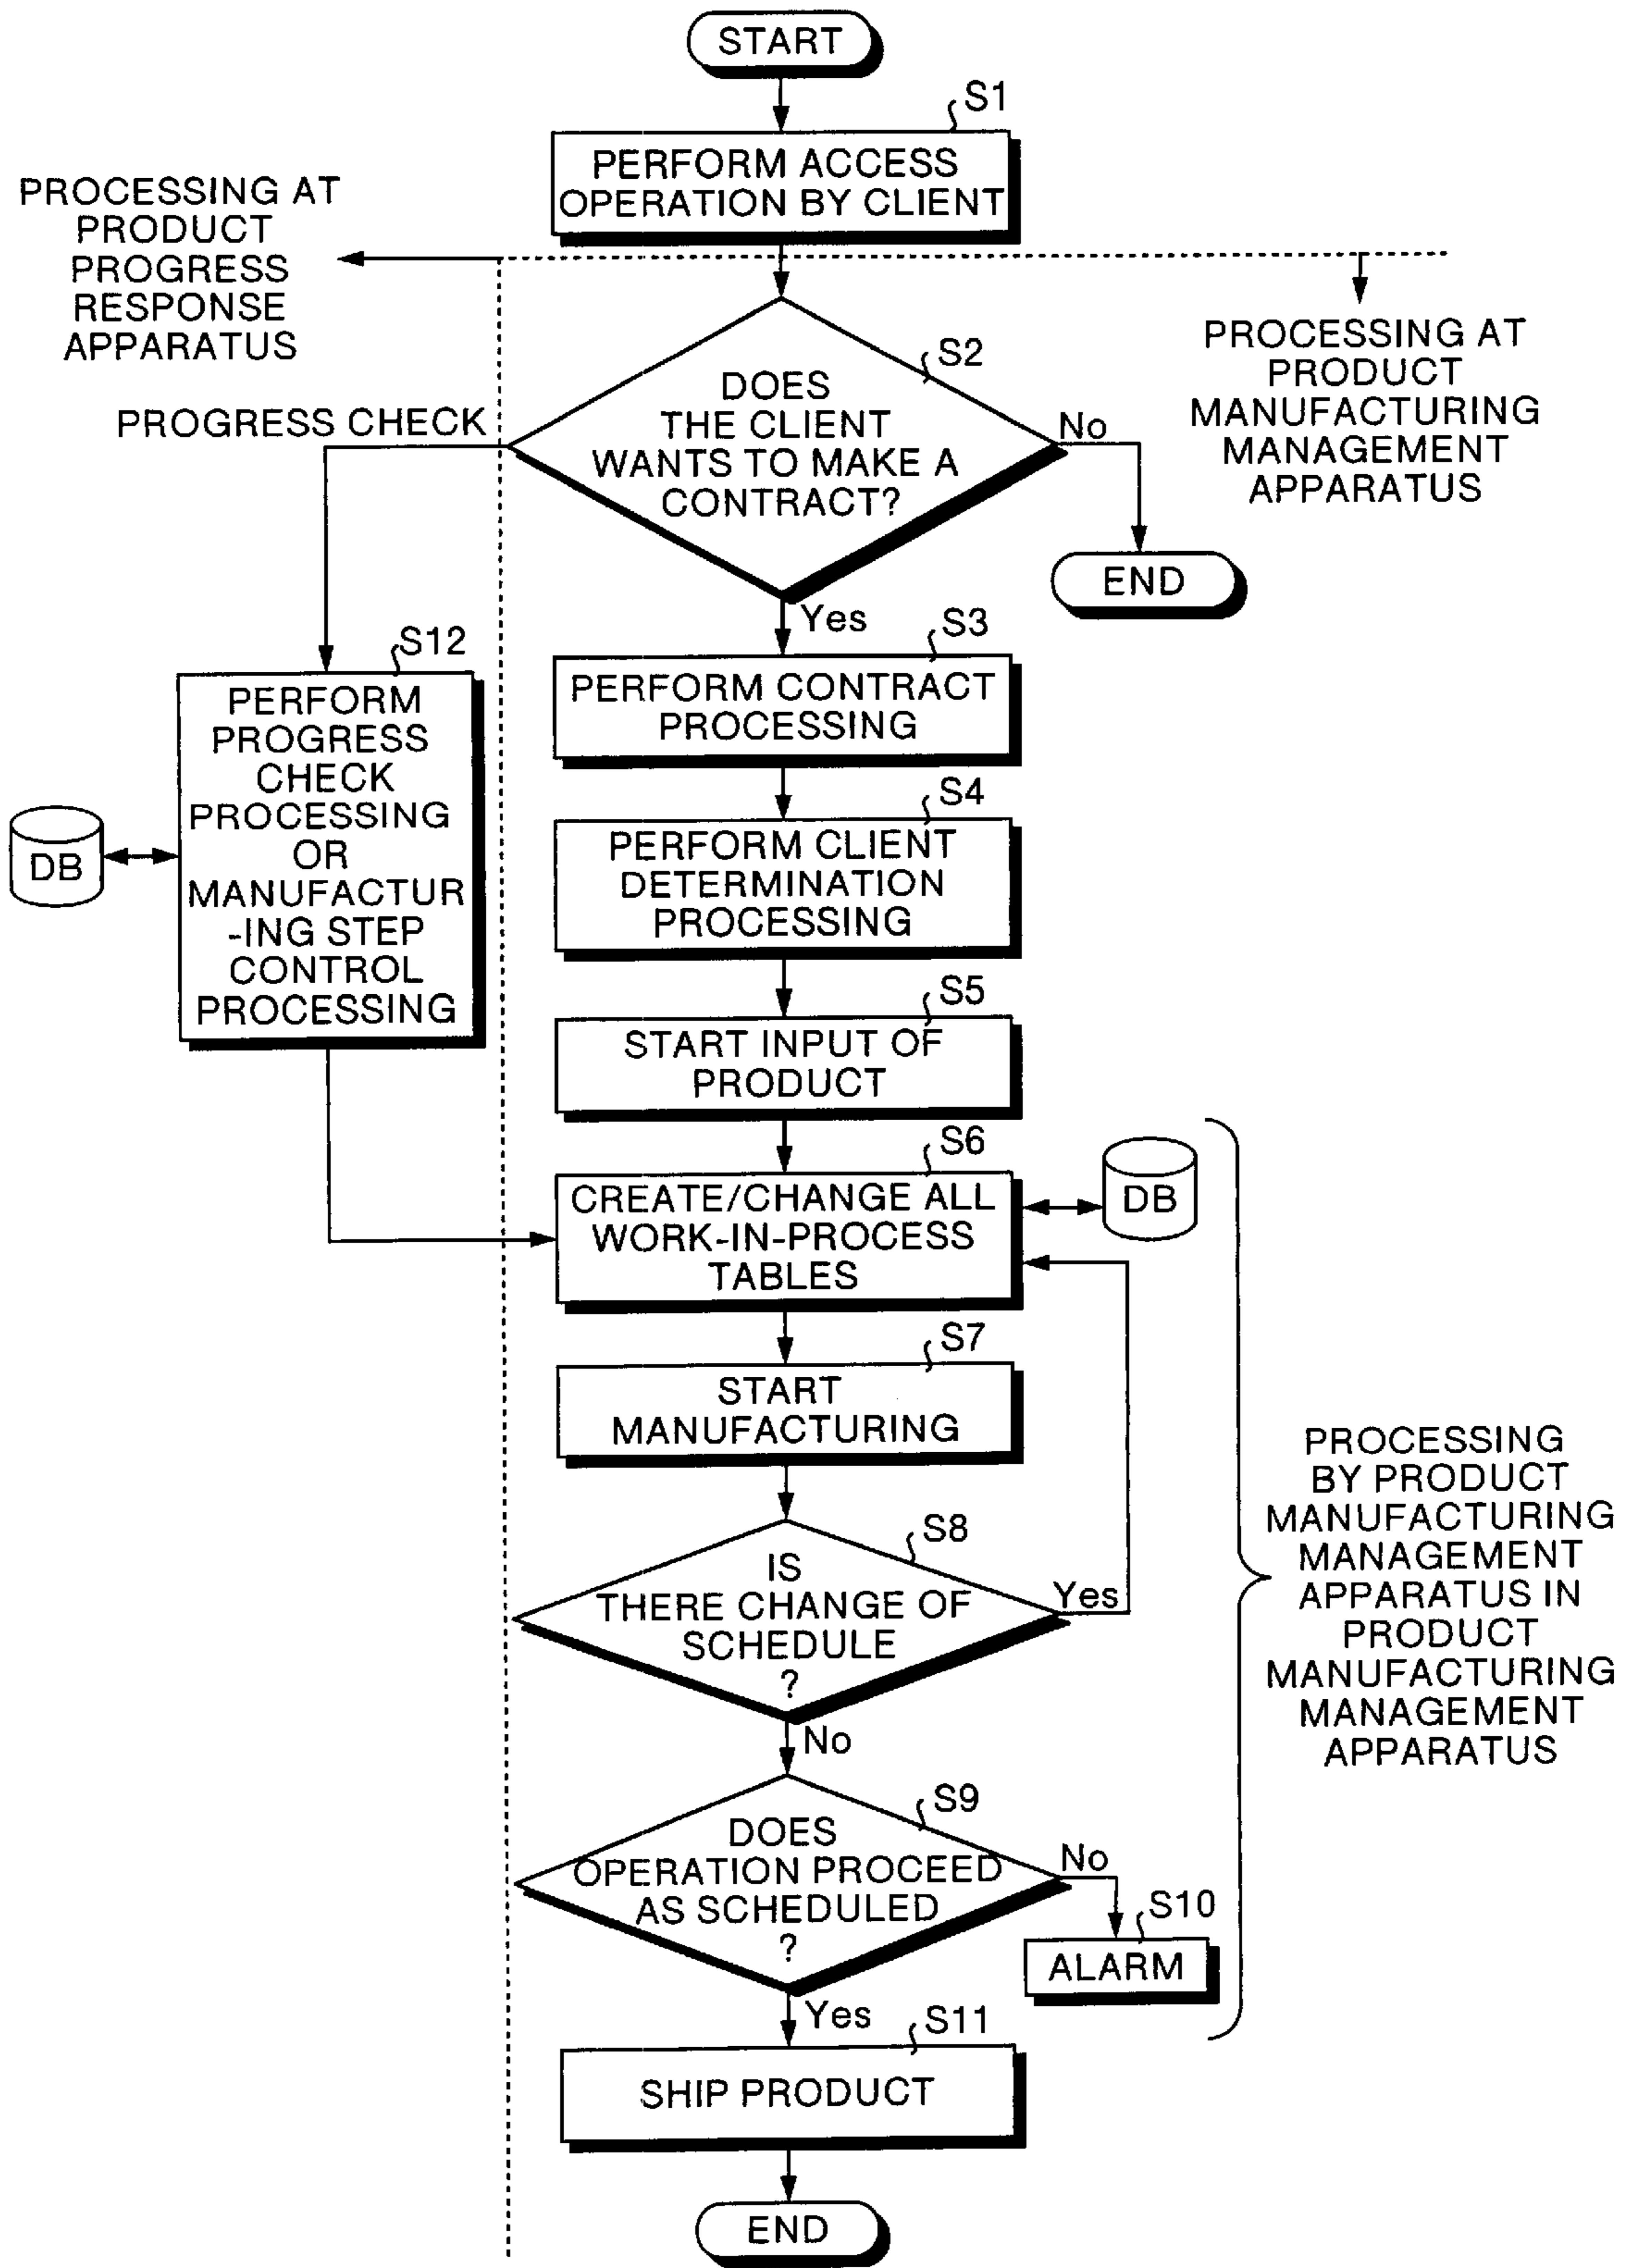 START
S1
PERFORM ACCESS
OPERATION BY CLIENT
PROCESSING AT
PRODUCT
PROGRESS
RESPONSE
APPARATUS
PROCESSING AT
PRODUCT
MANUFACTURING
MANAGEMENT
APPARATUS
S2
DOES
THE CLIENT
WANTS TO MAKE A
CONTRACT?
PROGRESS CHECK
No
END
Yes
S12
PERFORM
PROGRESS
CHECK
PROCESSING
OR
MANUFACTUR
-ING STEP
CONTROL
PROCESSING
DB
S3
PERFORM CONTRACT
PROCESSING
S4
PERFORM CLIENT
DETERMINATION
PROCESSING
S5
START INPUT OF
PRODUCT
S6
CREATE/CHANGE ALL
WORK-IN-PROCESS
TABLES
DB
S7
START
MANUFACTURING
S8
IS
THERE CHANGE OF
SCHEDULE
?
Yes
No
PROCESSING
BY PRODUCT
MANUFACTURING
MANAGEMENT
APPARATUS IN
PRODUCT
MANUFACTURING
MANAGEMENT
APPARATUS
S9
DOES
OPERATION PROCEED
AS SCHEDULED
?
No
S10
ALARM
Yes
S11
SHIP PRODUCT
END